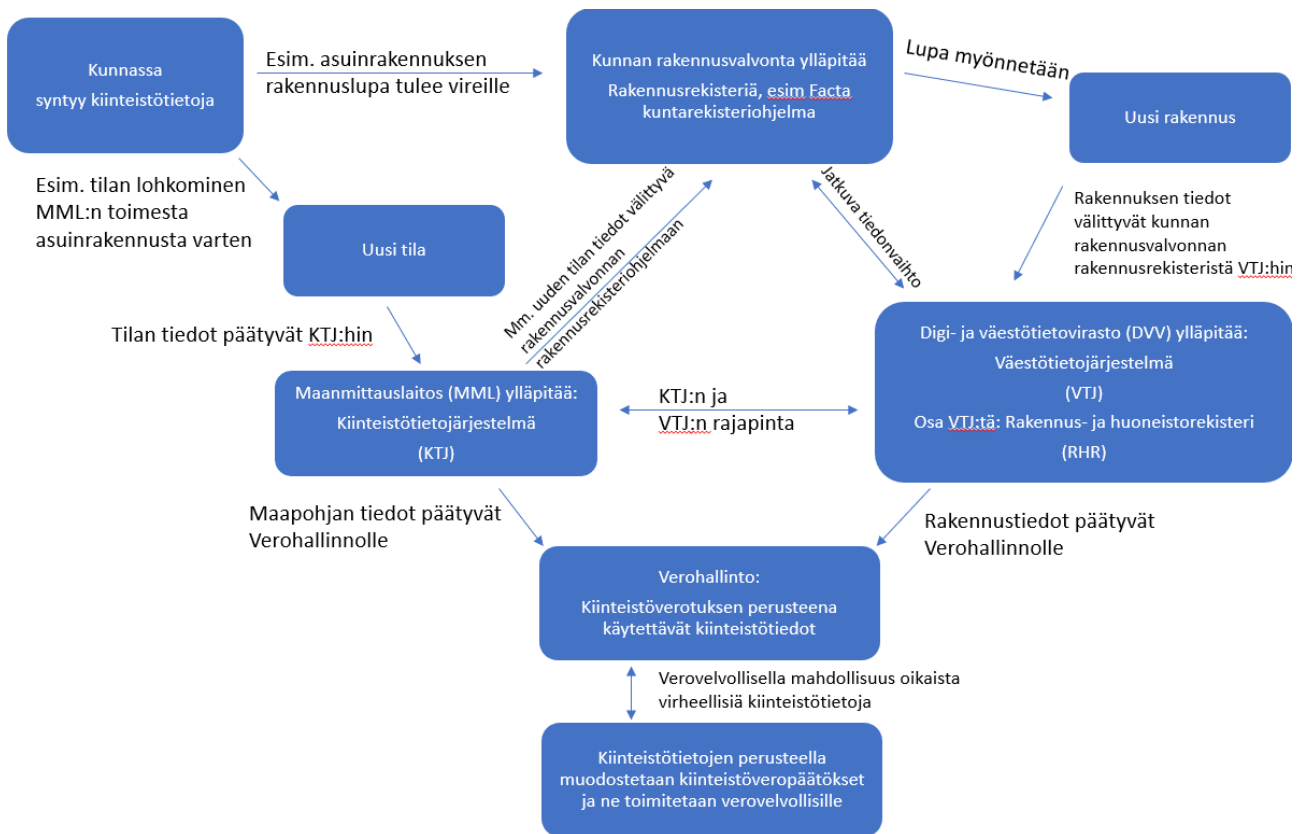 Kunnassa
syntyy kiinteistötietoja
Esim. asuinrakennuksen
rakennuslupa tulee vireille
Kunnan rakennusvalvonta ylläpitää
Rakennusrekisteriä, esim Facta
kuntarekisteriohjelma
Lupa myönnetään
Uusi rakennus
Esim. tilan lohkominen
MML:n toimesta
asuinrakennusta varten
Uusi tila
Mm. uuden tilan tiedot välittyvä
rakennusvalvonnan
rakennusrekisteriohjelmaan
Jatkuva tiedonvaihto
Rakennuksen tiedot
välittyvät kunnan
rakennusvalvonnan
rakennusrekisteristä VTJ:hin
Tilan tiedot päätyvät KTJ:hin
Maanmittauslaitos (MML) ylläpitää:
Kiinteistötietojärjestelmä
(KTJ)
KTJ:n ja
VTJ:n rajapinta
Digi- ja väestötietovirasto (DVV) ylläpitää:
Väestötietojärjestelmä
(VTJ)
Osa VTJ:tä: Rakennus- ja huoneistorekisteri
(RHR)
Maapohjan tiedot päätyvät
Verohallinnolle
Rakennustiedot päätyvät
Verohallinnolle
Verohallinto:
Kiinteistöverotuksen perusteena
käytettävät kiinteistötiedot
Verovelvollisella mahdollisuus oikaista
virheellisiä kiinteistötietoja
Kiinteistötietojen perusteella
muodostetaan kiinteistöveropäätökset
ja ne toimitetaan verovelvollisille